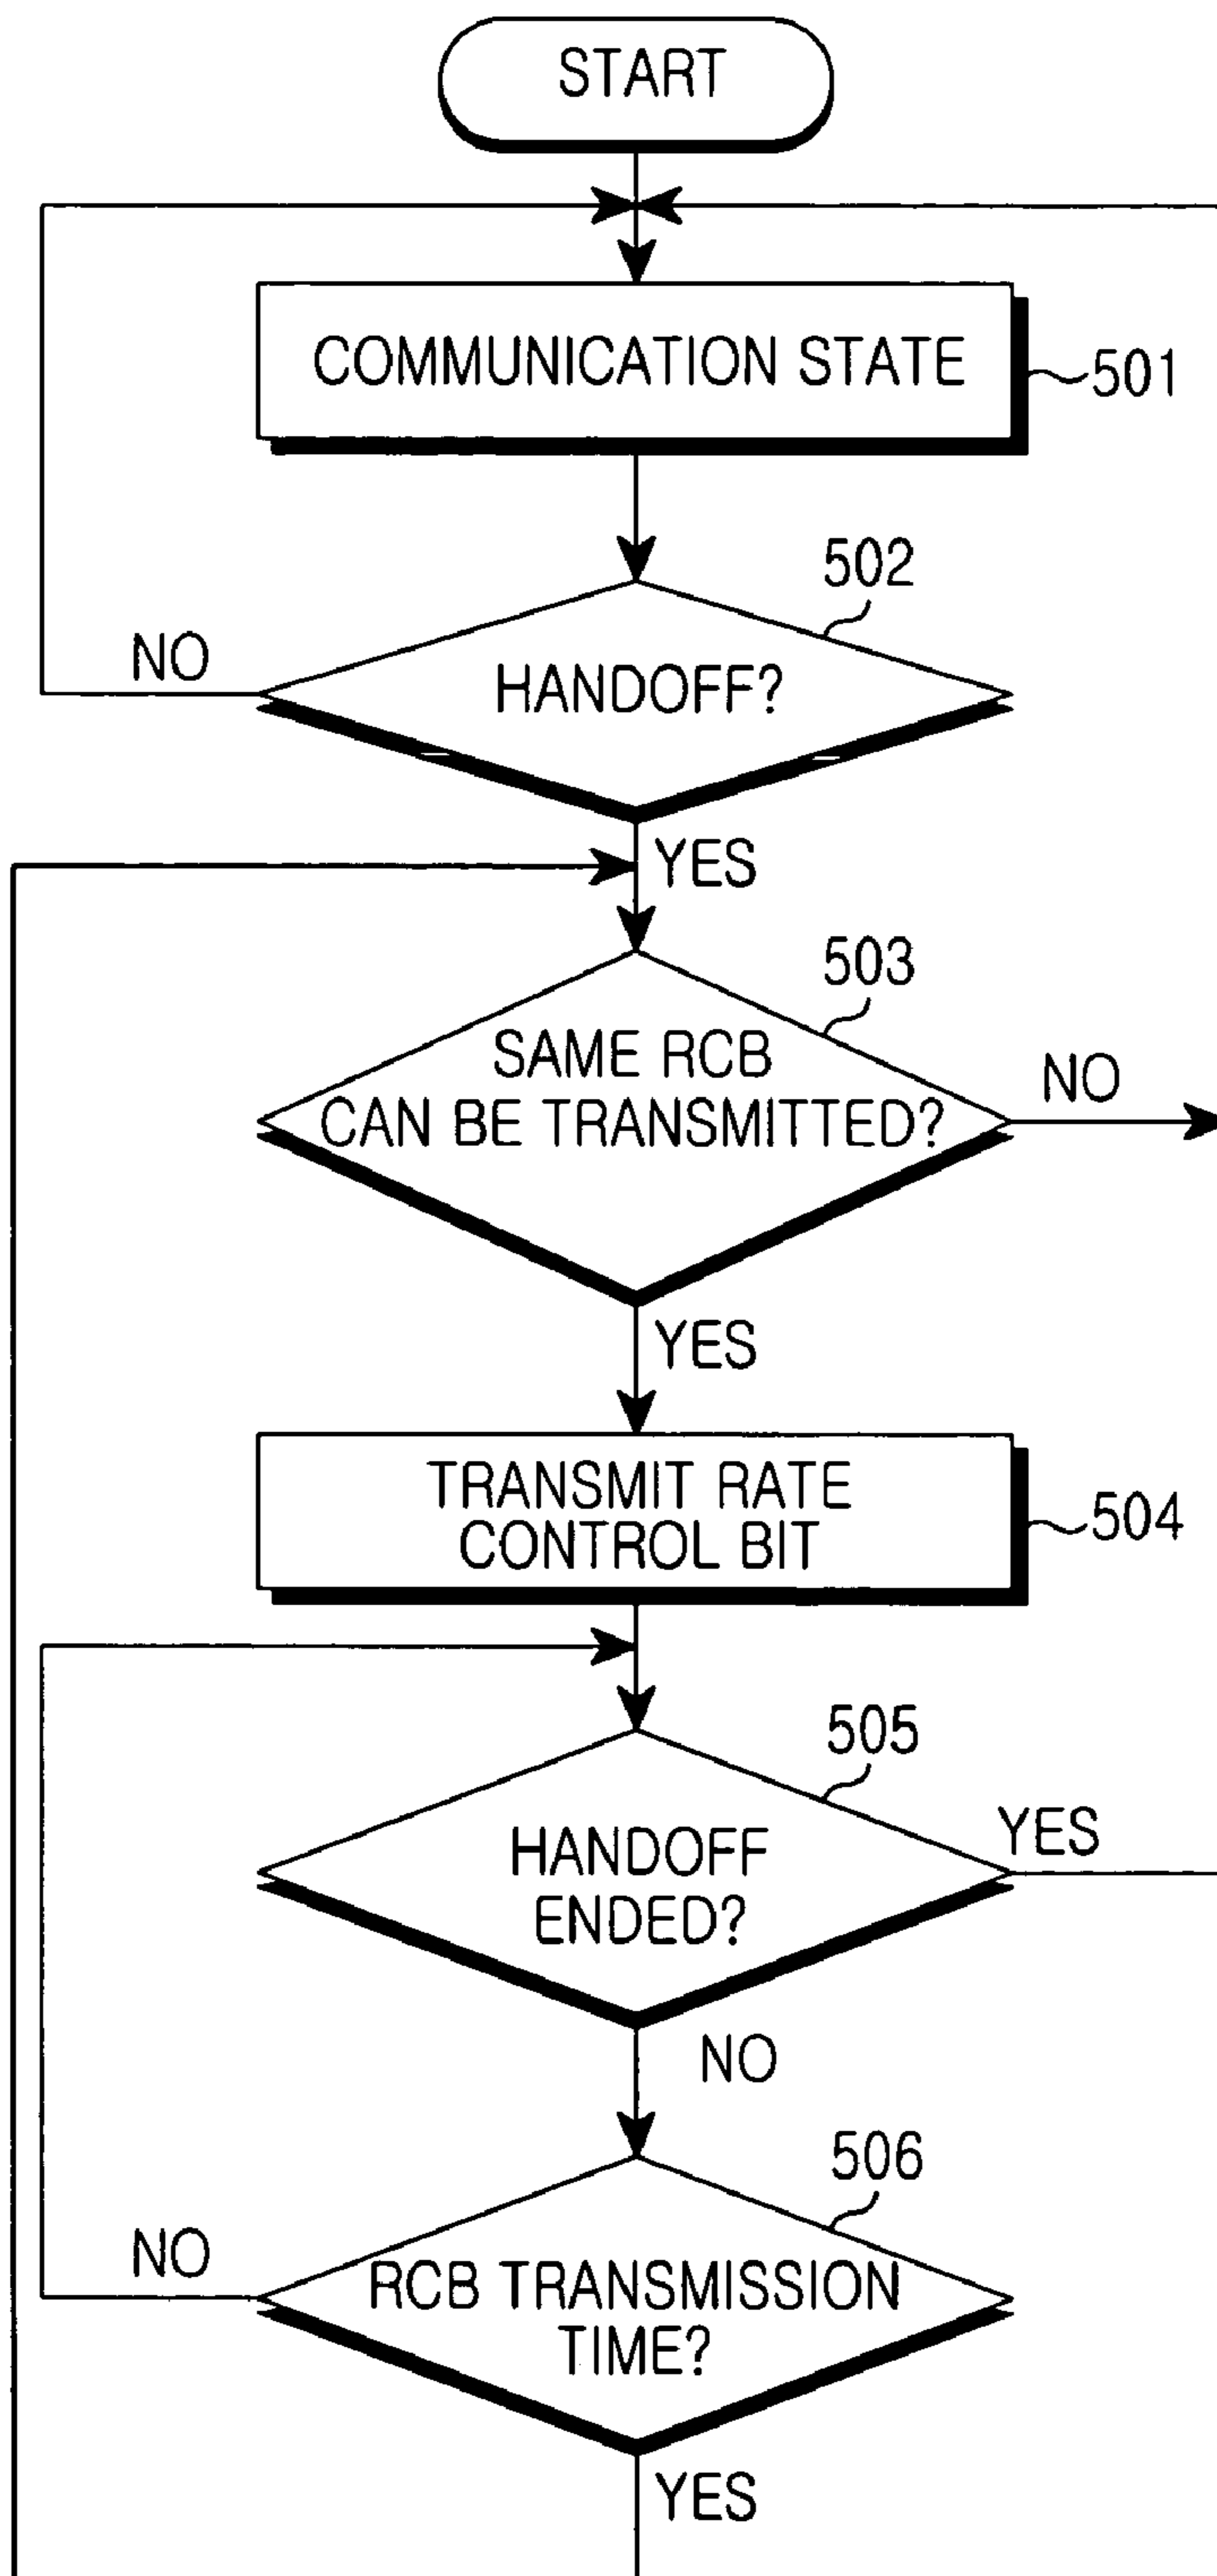 START
COMMUNICATION STATE
501
502
NO
HANDOFF?
YES
503
SAME RCB
CAN BE TRANSMITTED?
NO
YES
TRANSMIT RATE
CONTROL BIT
504
505
HANDOFF
ENDED?
YES
NO
506
NO
RCB TRANSMISSION
TIME?
YES